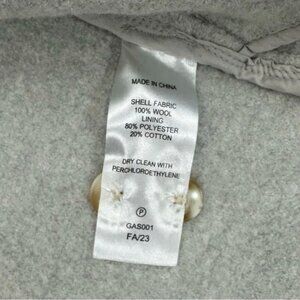 MADE IN CHINA
SHELL FABRIC
100% WOOL
LINING
80% POLYESTER
20% COTTON
DRY CLEAN WITH
PERCHLOROETHYLENE
P
GAS001
FA/23